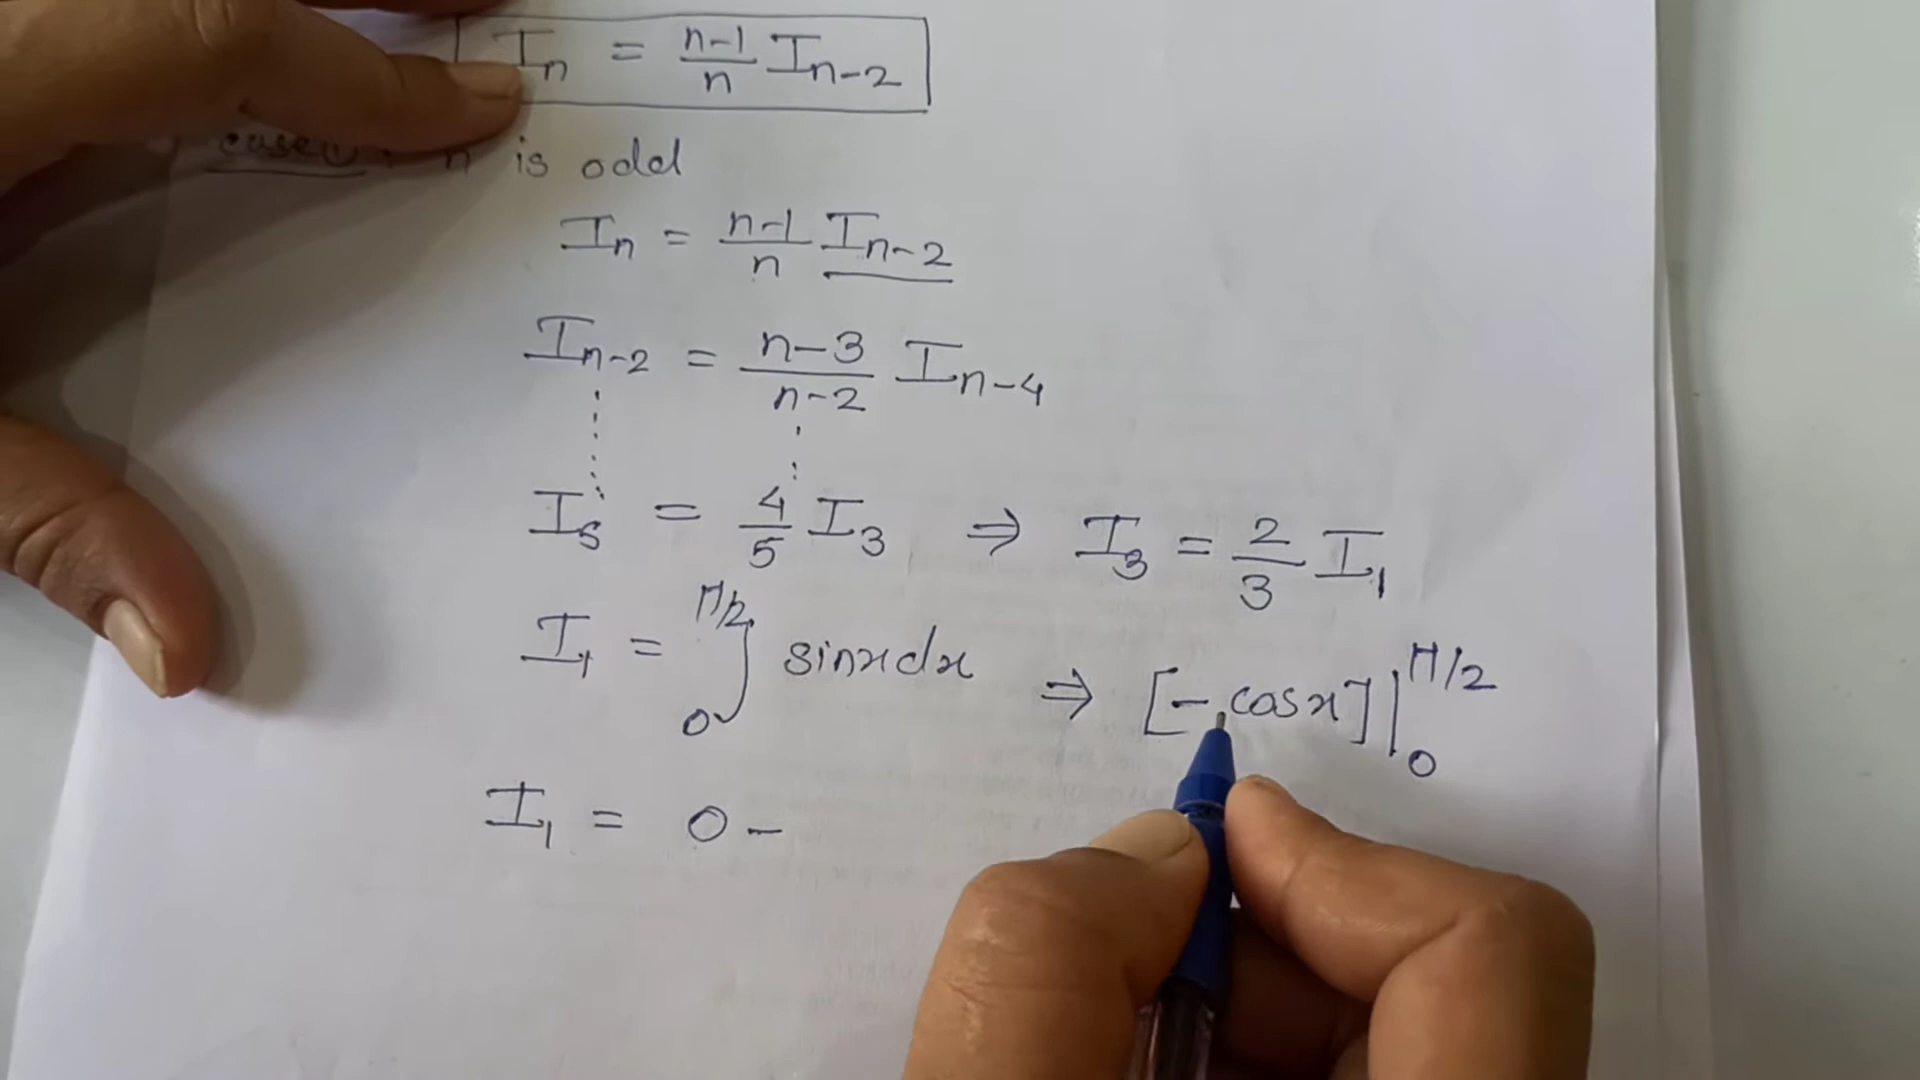 In = n-1/n In-2
case(1): n is odd
In = n-1/n In-2
In-2 = n-3/n-2 In-4
I5 = 4/5 I3 ⇒ I3 = 2/3 I1
I1 = ∫ 0 π/2 sinx dx ⇒ [-cosx]|0 π/2
I1 = 0 -